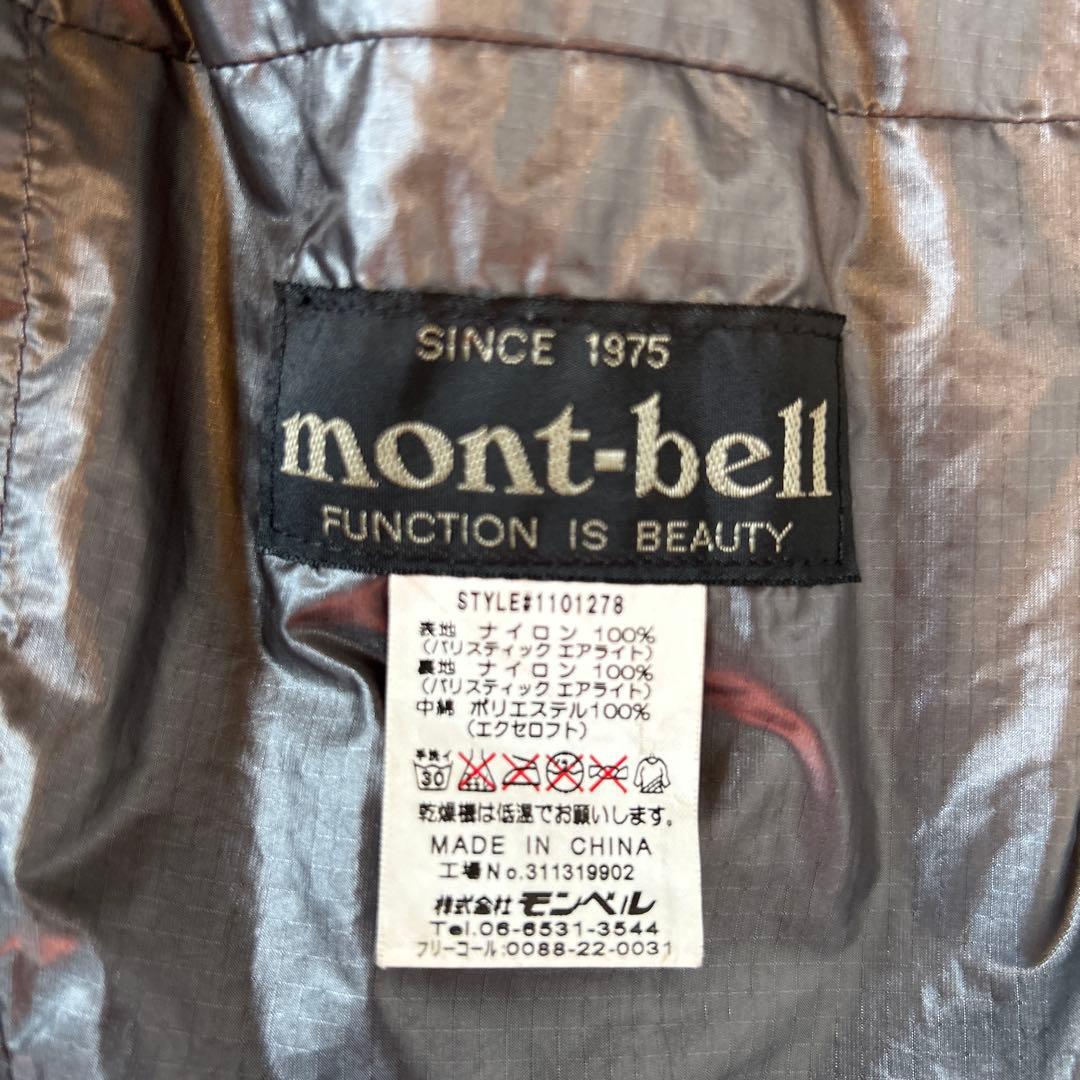 SINCE 1975
mont-bell
FUNCTION IS BEAUTY
STYLE#1101278
表地 ナイロン 100%
(バリスティック エアライト)
裏地 ナイロン 100%
(バリスティック エアライト)
中綿 ポリエステル100%
(エクセロフト)
手洗イ
30
乾燥機は低温でお願いします。
MADE IN CHINA
工場No.311319902
株式会社 モンベル
Tel.06-6531-3544
フリーコール:0088-22-0031